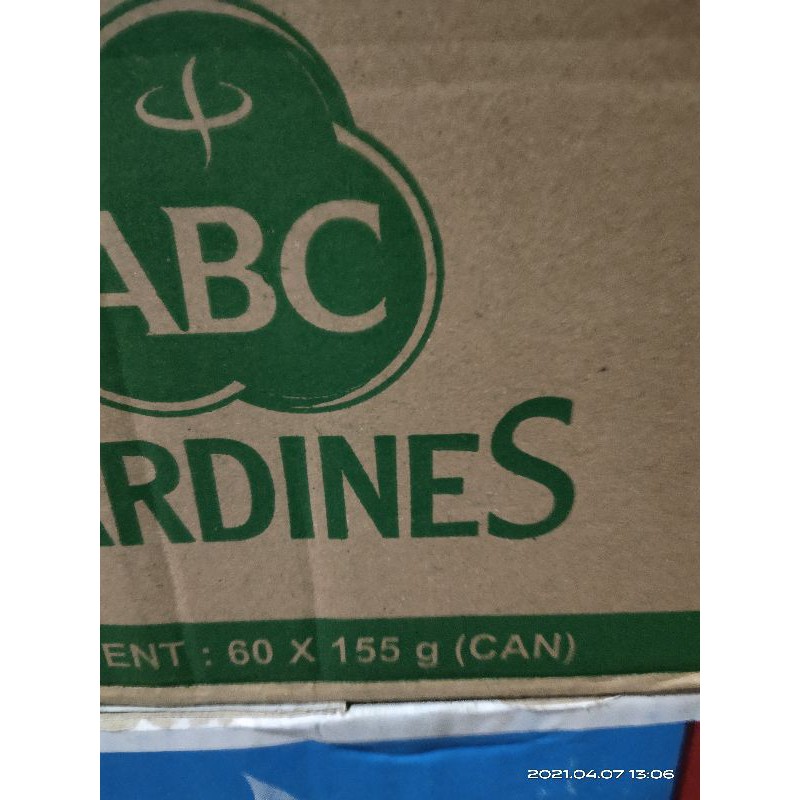 ABC
ARDINES
ENT : 60 X 155 g (CAN)
2021.04.07 13:06